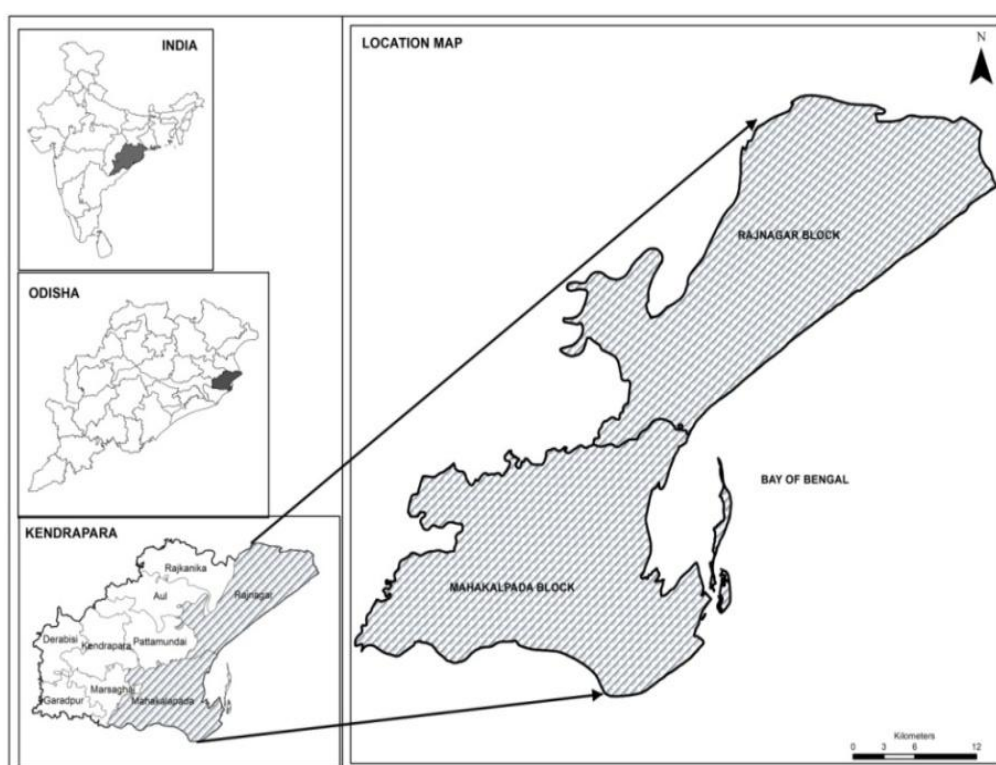 INDIA
ODISHA
KENDRAPARA
Rajkanika
Aul
Rajnagar
Derabisi
Kendrapara
Pattamundai
Marsaghai
Garadpur
Mahakalapada
LOCATION MAP
N
RAJNAGAR BLOCK
BAY OF BENGAL
MAHAKALPADA BLOCK
Kilometers
0 3 6 12